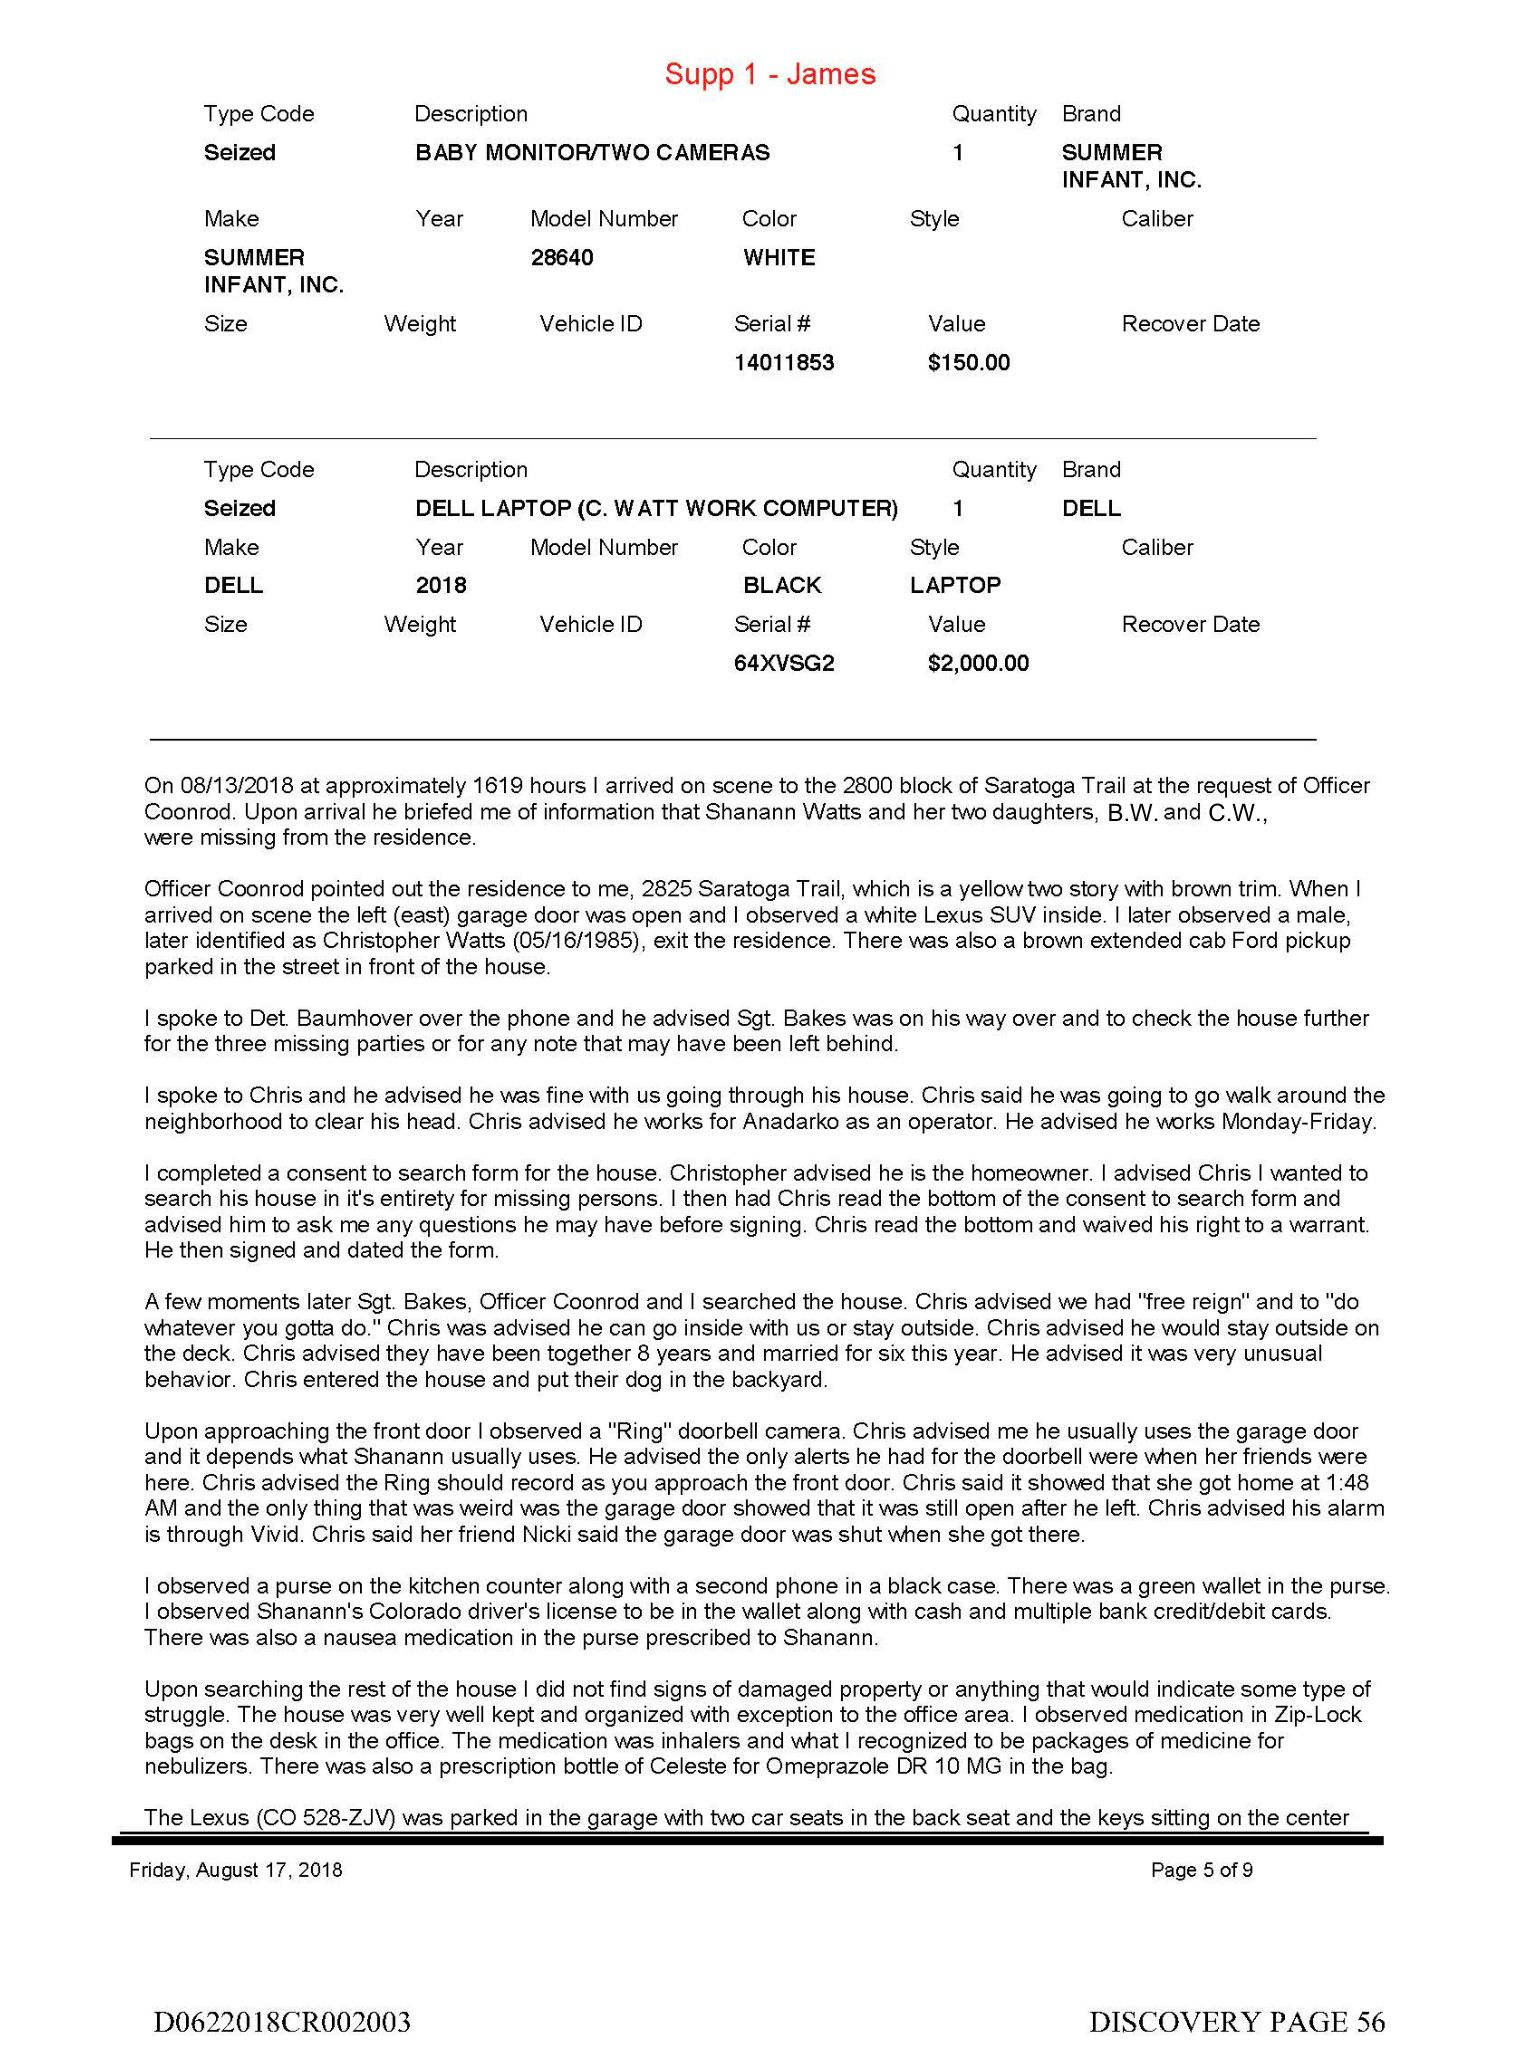 Supp 1 - James
Type Code Description Quantity Brand
Seized BABY MONITOR/TWO CAMERAS 1 SUMMER
INFANT, INC.
Make Year Model Number Color Style Caliber
SUMMER 28640 WHITE
INFANT, INC.
Size Weight Vehicle ID Serial # Value Recover Date
14011853 $150.00
Type Code Description Quantity Brand
Seized DELL LAPTOP (C. WATT WORK COMPUTER) 1 DELL
Make Year Model Number Color Style Caliber
DELL 2018 BLACK LAPTOP
Size Weight Vehicle ID Serial # Value Recover Date
64XVSG2 $2,000.00
On 08/13/2018 at approximately 1619 hours I arrived on scene to the 2800 block of Saratoga Trail at the request of Officer
Coonrod. Upon arrival he briefed me of information that Shanann Watts and her two daughters, B.W. and C.W.,
were missing from the residence.
Officer Coonrod pointed out the residence to me, 2825 Saratoga Trail, which is a yellow two story with brown trim. When I
arrived on scene the left (east) garage door was open and I observed a white Lexus SUV inside. I later observed a male,
later identified as Christopher Watts (05/16/1985), exit the residence. There was also a brown extended cab Ford pickup
parked in the street in front of the house.
I spoke to Det. Baumhover over the phone and he advised Sgt. Bakes was on his way over and to check the house further
for the three missing parties or for any note that may have been left behind.
I spoke to Chris and he advised he was fine with us going through his house. Chris said he was going to go walk around the
neighborhood to clear his head. Chris advised he works for Anadarko as an operator. He advised he works Monday-Friday.
I completed a consent to search form for the house. Christopher advised he is the homeowner. I advised Chris I wanted to
search his house in it's entirety for missing persons. I then had Chris read the bottom of the consent to search form and
advised him to ask me any questions he may have before signing. Chris read the bottom and waived his right to a warrant.
He then signed and dated the form.
A few moments later Sgt. Bakes, Officer Coonrod and I searched the house. Chris advised we had "free reign" and to "do
whatever you gotta do." Chris was advised he can go inside with us or stay outside. Chris advised he would stay outside on
the deck. Chris advised they have been together 8 years and married for six this year. He advised it was very unusual
behavior. Chris entered the house and put their dog in the backyard.
Upon approaching the front door I observed a "Ring" doorbell camera. Chris advised me he usually uses the garage door
and it depends what Shanann usually uses. He advised the only alerts he had for the doorbell were when her friends were
here. Chris advised the Ring should record as you approach the front door. Chris said it showed that she got home at 1:48
AM and the only thing that was weird was the garage door showed that it was still open after he left. Chris advised his alarm
is through Vivid. Chris said her friend Nicki said the garage door was shut when she got there.
I observed a purse on the kitchen counter along with a second phone in a black case. There was a green wallet in the purse.
I observed Shanann's Colorado driver's license to be in the wallet along with cash and multiple bank credit/debit cards.
There was also a nausea medication in the purse prescribed to Shanann.
Upon searching the rest of the house I did not find signs of damaged property or anything that would indicate some type of
struggle. The house was very well kept and organized with exception to the office area. I observed medication in Zip-Lock
bags on the desk in the office. The medication was inhalers and what I recognized to be packages of medicine for
nebulizers. There was also a prescription bottle of Celeste for Omeprazole DR 10 MG in the bag.
The Lexus (CO 528-ZJV) was parked in the garage with two car seats in the back seat and the keys sitting on the center
Friday, August 17, 2018 Page 5 of 9
D0622018CR002003 DISCOVERY PAGE 56